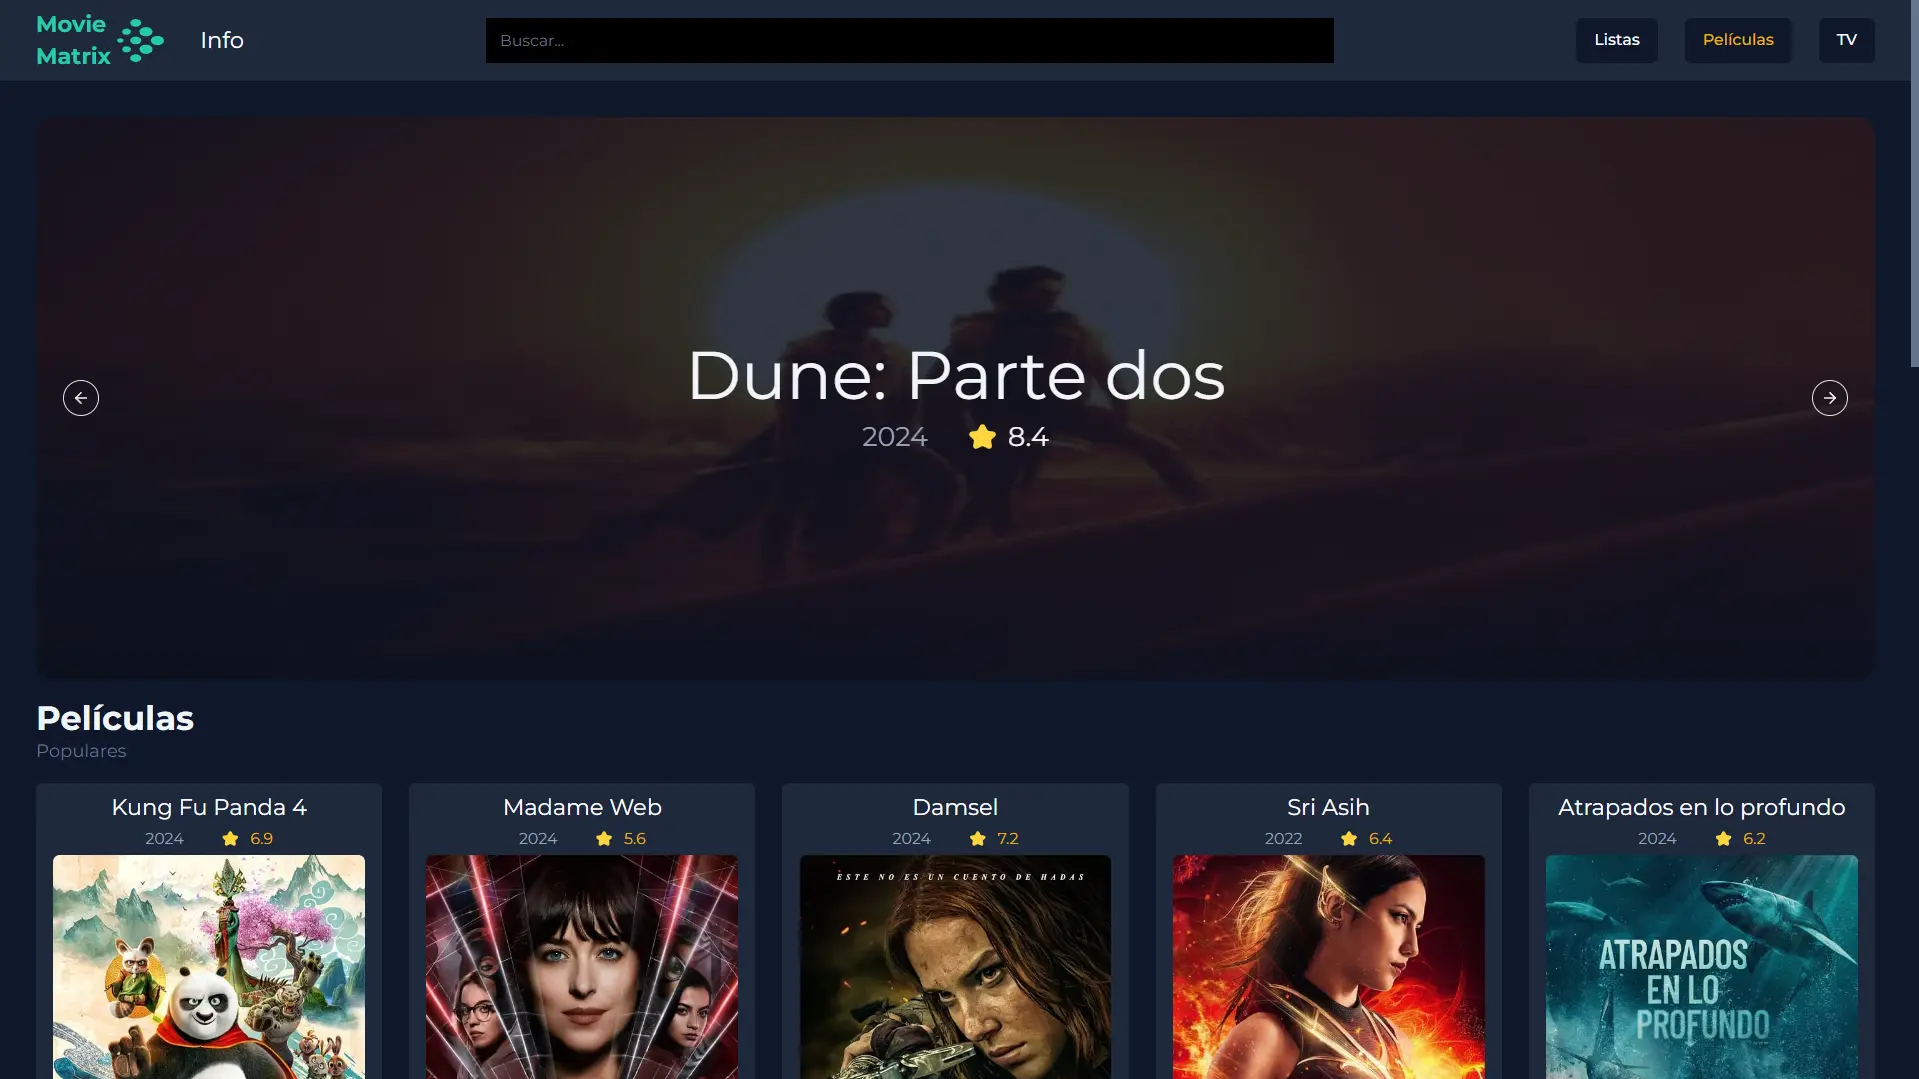 Movie
Matrix
Info
Buscar...
Listas
Películas
TV
Dune: Parte dos
2024 8.4
Películas
Populares
Kung Fu Panda 4
2024 6.9
Madame Web
2024 5.6
Damsel
2024 7.2
ESTE NO ES UN CUENTO DE HADAS
Sri Asih
2022 6.4
Atrapados en lo profundo
2024 6.2
ATRAPADOS
EN LO
PROFUNDO